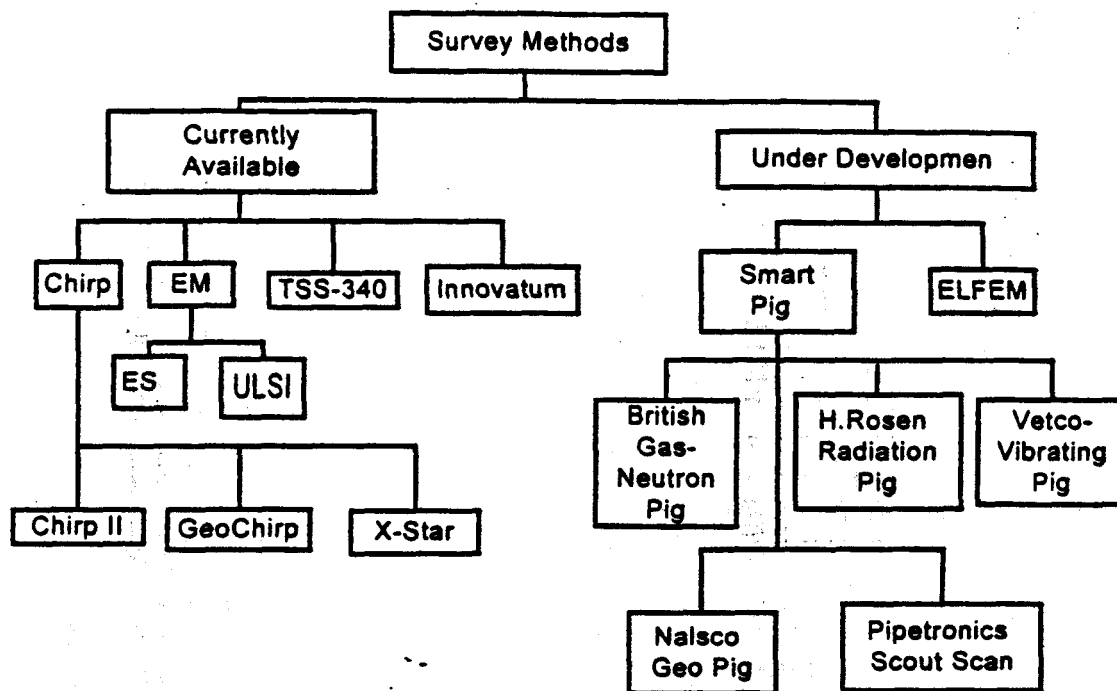 Survey Methods
Currently
Available
Under Developmen
Chirp
EM
TSS-340
Innovatum
Smart
Pig
ELFEM
ES
ULSI
British
Gas-
Neutron
Pig
H.Rosen
Radiation
Pig
Vetco-
Vibrating
Pig
Chirp II
GeoChirp
X-Star
Nalsco
Geo Pig
Pipetronics
Scout Scan